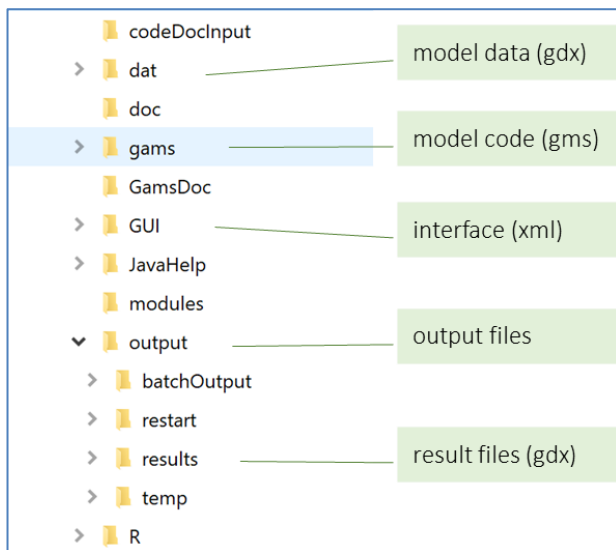 codeDocInput
dat
model data (gdx)
doc
gams
model code (gms)
GamsDoc
GUI
interface (xml)
JavaHelp
modules
output
output files
batchOutput
restart
results
result files (gdx)
temp
R